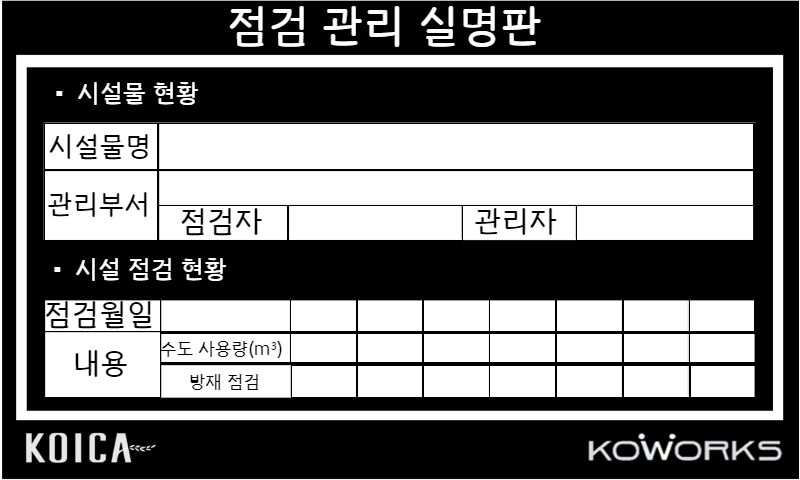 점검 관리 실명판
▪ 시설물 현황
시설물명
관리부서
점검자 관리자
▪ 시설 점검 현황
점검월일
내용
수도 사용량(m³)
방재 점검
KOICA KOWORKS